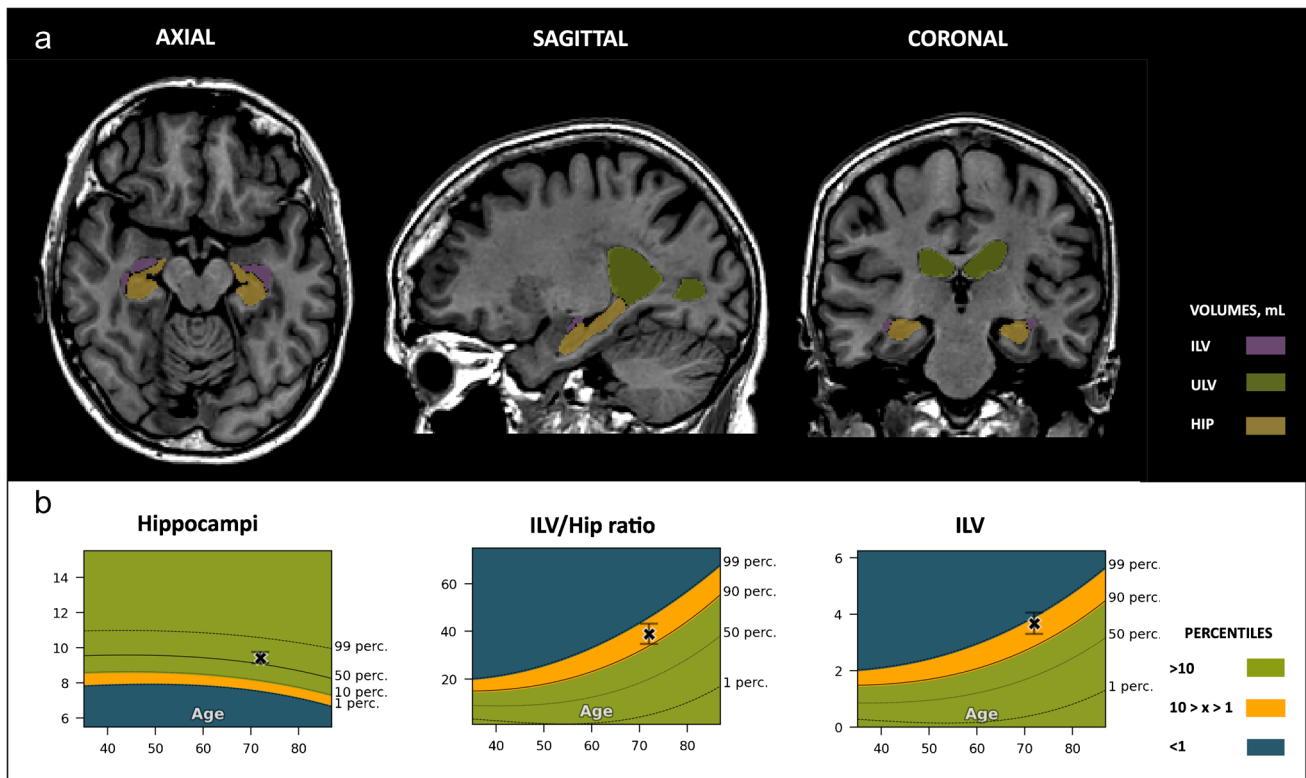 a
AXIAL
SAGITTAL
CORONAL
VOLUMES, mL
ILV
ULV
HIP
b
Hippocampi
14
12
10
8
6
99 perc.
50 perc.
10 perc.
1 perc.
Age
40 50 60 70 80
ILV/Hip ratio
60
40
20
99 perc.
90 perc.
50 perc.
1 perc.
Age
40 50 60 70 80
ILV
6
4
2
0
99 perc.
90 perc.
50 perc.
1 perc.
Age
40 50 60 70 80
PERCENTILES
>10
10 > x > 1
<1